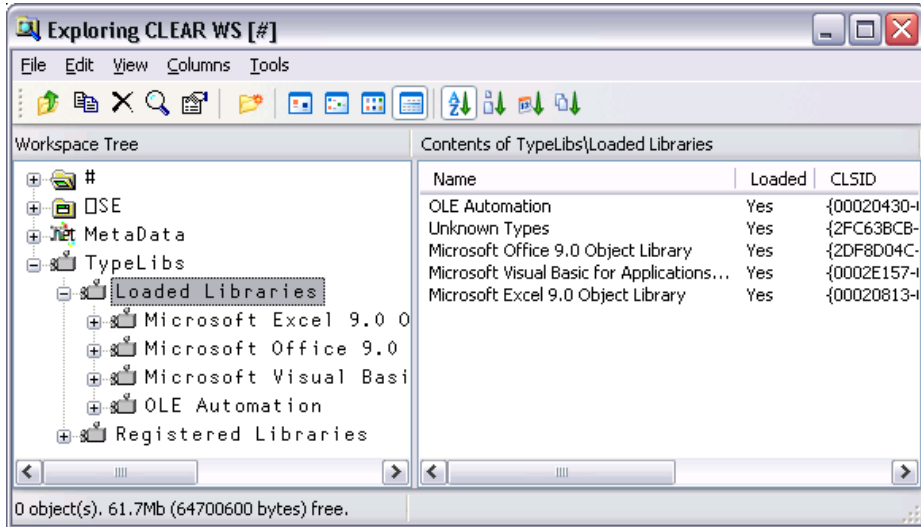 Exploring CLEAR WS [#]
File Edit View Columns Tools
Workspace Tree
Contents of TypeLibs\Loaded Libraries
#
⎕SE
.Net MetaData
TypeLibs
Loaded Libraries
Microsoft Excel 9.0 O
Microsoft Office 9.0
Microsoft Visual Basi
OLE Automation
Registered Libraries
Name Loaded CLSID
OLE Automation Yes {00020430-
Unknown Types Yes {2FC63BCB-
Microsoft Office 9.0 Object Library Yes {2DF8D04C-
Microsoft Visual Basic for Applications... Yes {0002E157-
Microsoft Excel 9.0 Object Library Yes {00020813-
0 object(s). 61.7Mb (64700600 bytes) free.